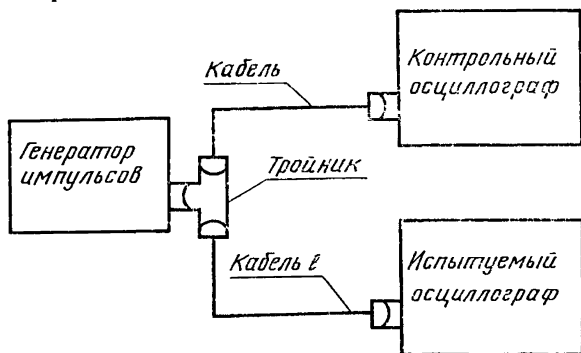 Кабель
Контрольный
осциллограф
Генератор
импульсов
Тройник
Кабель ℓ
Испытуемый
осциллограф